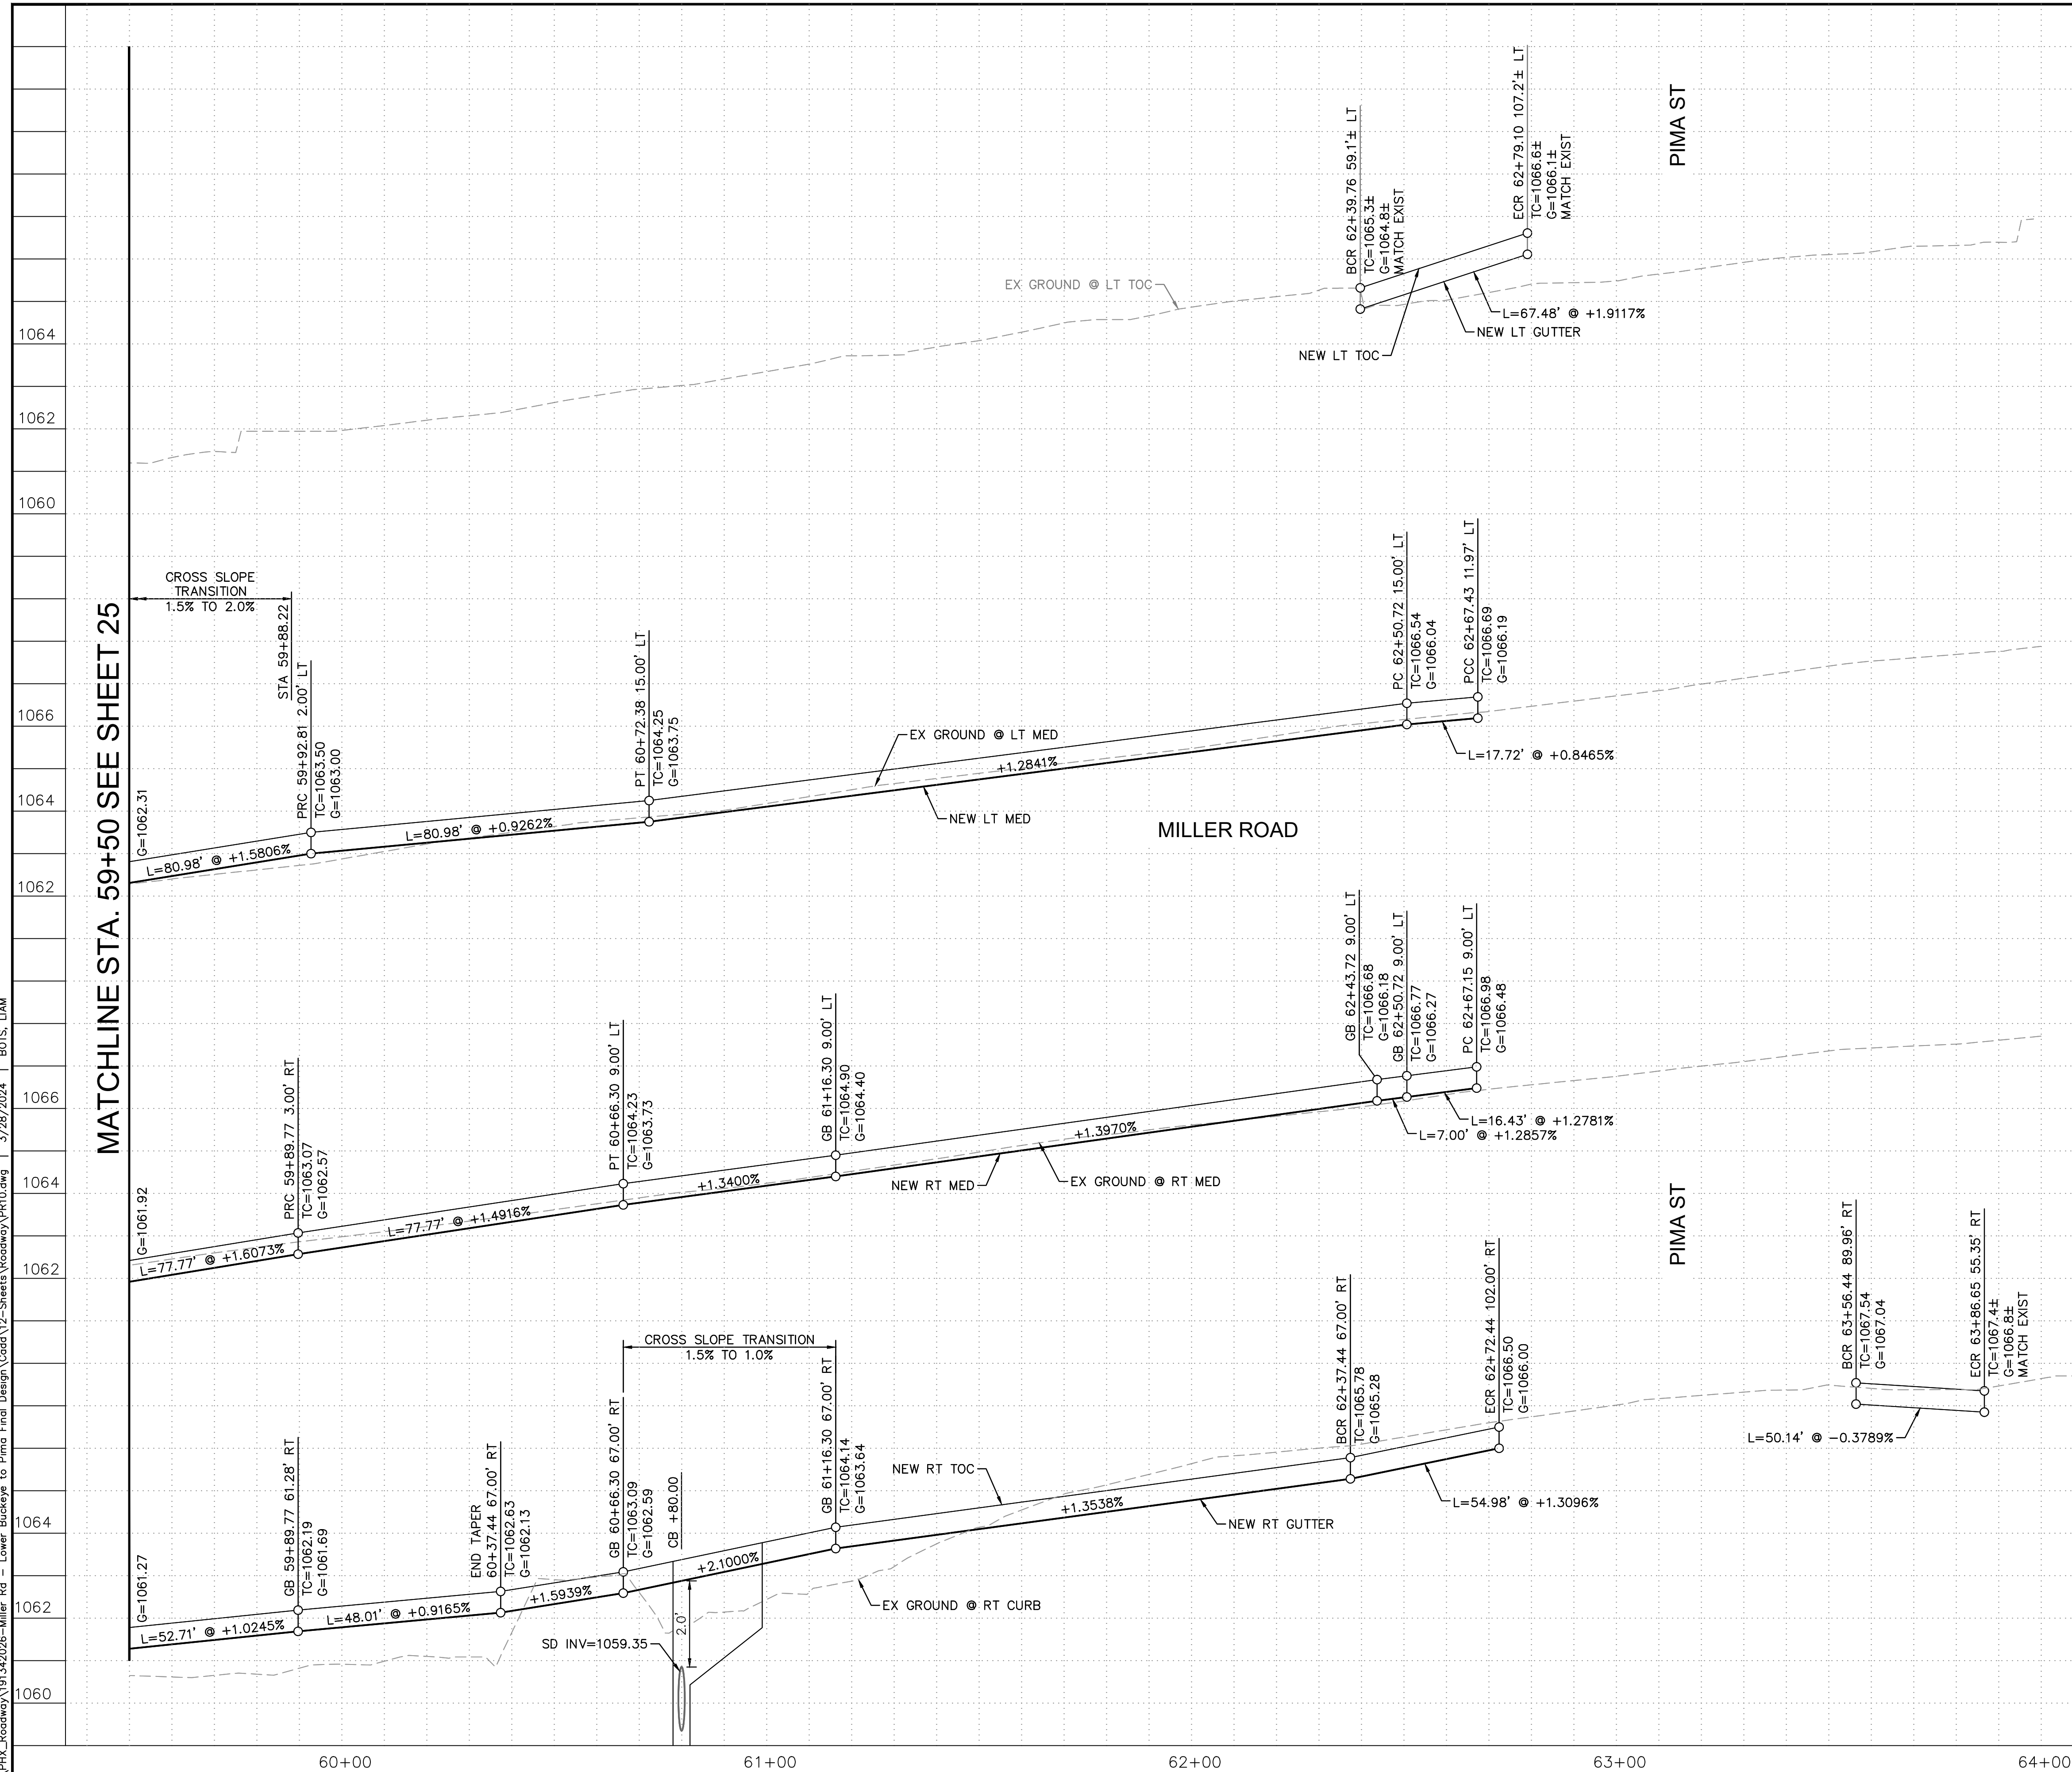 PIMA ST
BCR 62+39.76 59.1'± LT
TC=1065.3±
G=1064.8±
MATCH EXIST
ECR 62+79.10 107.2'± LT
TC=1066.6±
G=1066.1±
MATCH EXIST
EX GROUND @ LT TOC
L=67.48' @ +1.9117%
NEW LT GUTTER
NEW LT TOC
1064
1062
1060
MATCHLINE STA. 59+50 SEE SHEET 25
CROSS SLOPE
TRANSITION
1.5% TO 2.0%
STA 59+88.22
G=1062.31
PRC 59+92.81 2.00' LT
TC=1063.50
G=1063.00
PT 60+72.38 15.00' LT
TC=1064.25
G=1063.75
PC 62+50.72 15.00' LT
TC=1066.54
G=1066.04
PCC 62+67.43 11.97' LT
TC=1066.69
G=1066.19
EX GROUND @ LT MED
+1.2841%
L=17.72' @ +0.8465%
L=80.98' @ +0.9262%
L=80.98' @ +1.5806%
NEW LT MED
MILLER ROAD
1066
1064
1062
G=1061.92
PRC 59+89.77 3.00' RT
TC=1063.07
G=1062.57
PT 60+66.30 9.00' LT
TC=1064.23
G=1063.73
GB 61+16.30 9.00' LT
TC=1064.90
G=1064.40
GB 62+43.72 9.00' LT
TC=1066.68
G=1066.18
GB 62+50.72 9.00' LT
TC=1066.77
G=1066.27
PC 62+67.15 9.00' LT
TC=1066.98
G=1066.48
L=16.43' @ +1.2781%
L=7.00' @ +1.2857%
+1.3970%
+1.3400%
L=77.77' @ +1.4916%
L=77.77' @ +1.6073%
NEW RT MED
EX GROUND @ RT MED
1066
1064
1062
PIMA ST
CROSS SLOPE TRANSITION
1.5% TO 1.0%
G=1061.27
GB 59+89.77 61.28' RT
TC=1062.19
G=1061.69
END TAPER
60+37.44 67.00' RT
TC=1062.63
G=1062.13
GB 60+66.30 67.00' RT
TC=1063.09
G=1062.59
CB +80.00
GB 61+16.30 67.00' RT
TC=1064.14
G=1063.64
BCR 62+37.44 67.00' RT
TC=1065.78
G=1065.28
ECR 62+72.44 102.00' RT
TC=1066.50
G=1066.00
BCR 63+56.44 89.96' RT
TC=1067.54
G=1067.04
ECR 63+86.65 55.35' RT
TC=1067.4±
G=1066.8±
MATCH EXIST
L=50.14' @ -0.3789%
NEW RT TOC
+1.3538%
L=54.98' @ +1.3096%
NEW RT GUTTER
+2.1000%
+1.5939%
L=48.01' @ +0.9165%
L=52.71' @ +1.0245%
EX GROUND @ RT CURB
2.0'
SD INV=1059.35
1064
1062
1060
60+00
61+00
62+00
63+00
64+00
\PHX_Roadway\191342026-Miller Rd - Lower Buckeye to Pima Final Design\Cadd\12-Sheets\Roadway\PR10.dwg | 3/28/2024 | BOTS, LIAM